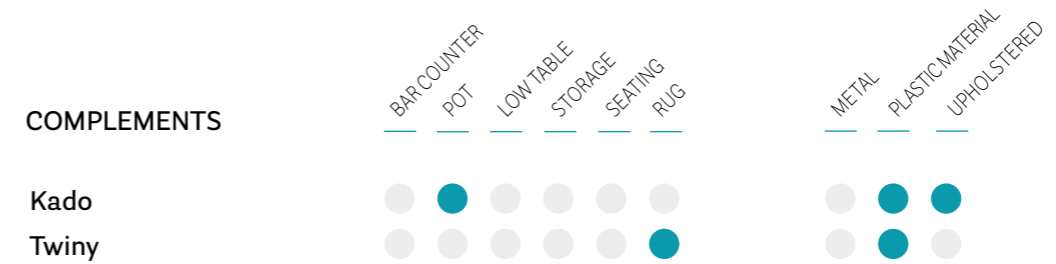 COMPLEMENTS
BAR COUNTER
POT
LOW TABLE
STORAGE
SEATING
RUG
METAL
PLASTIC MATERIAL
UPHOLSTERED
Kado
Twiny